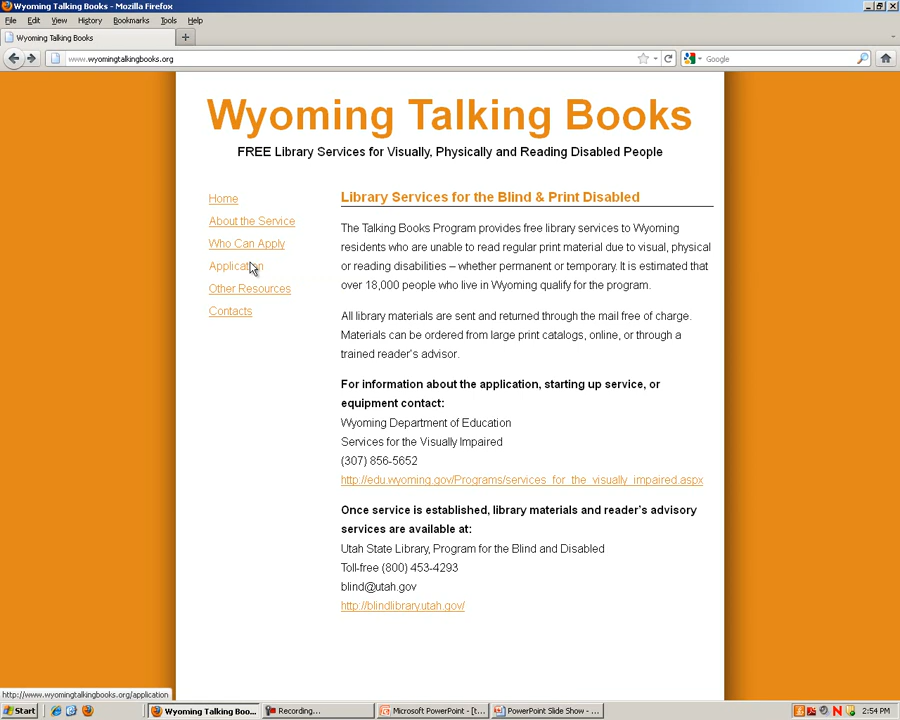 Wyoming Talking Books - Mozilla Firefox
File Edit View History Bookmarks Tools Help
Wyoming Talking Books +
www.wyomingtalkingbooks.org Google
Wyoming Talking Books
FREE Library Services for Visually, Physically and Reading Disabled People
Home
About the Service
Who Can Apply
Application
Other Resources
Contacts
Library Services for the Blind & Print Disabled
The Talking Books Program provides free library services to Wyoming
residents who are unable to read regular print material due to visual, physical
or reading disabilities – whether permanent or temporary. It is estimated that
over 18,000 people who live in Wyoming qualify for the program.
All library materials are sent and returned through the mail free of charge.
Materials can be ordered from large print catalogs, online, or through a
trained reader's advisor.
For information about the application, starting up service, or
equipment contact:
Wyoming Department of Education
Services for the Visually Impaired
(307) 856-5652
http://edu.wyoming.gov/Programs/services_for_the_visually_impaired.aspx
Once service is established, library materials and reader's advisory
services are available at:
Utah State Library, Program for the Blind and Disabled
Toll-free (800) 453-4293
blind@utah.gov
http://blindlibrary.utah.gov/
http://www.wyomingtalkingbooks.org/application
Start Wyoming Talking Boo... Recording... Microsoft PowerPoint - [t... PowerPoint Slide Show - ... 2:54 PM